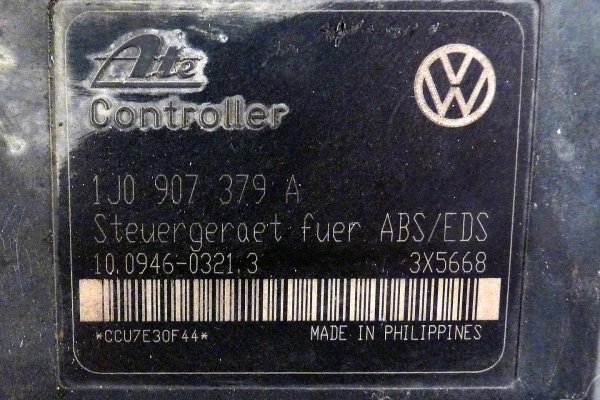 Ate
Controller
1J0 907 379 A
Steuergeraet fuer ABS/EDS
10.0946-0321.3 3X5668
*CCU7E30F44*
MADE IN PHILIPPINES